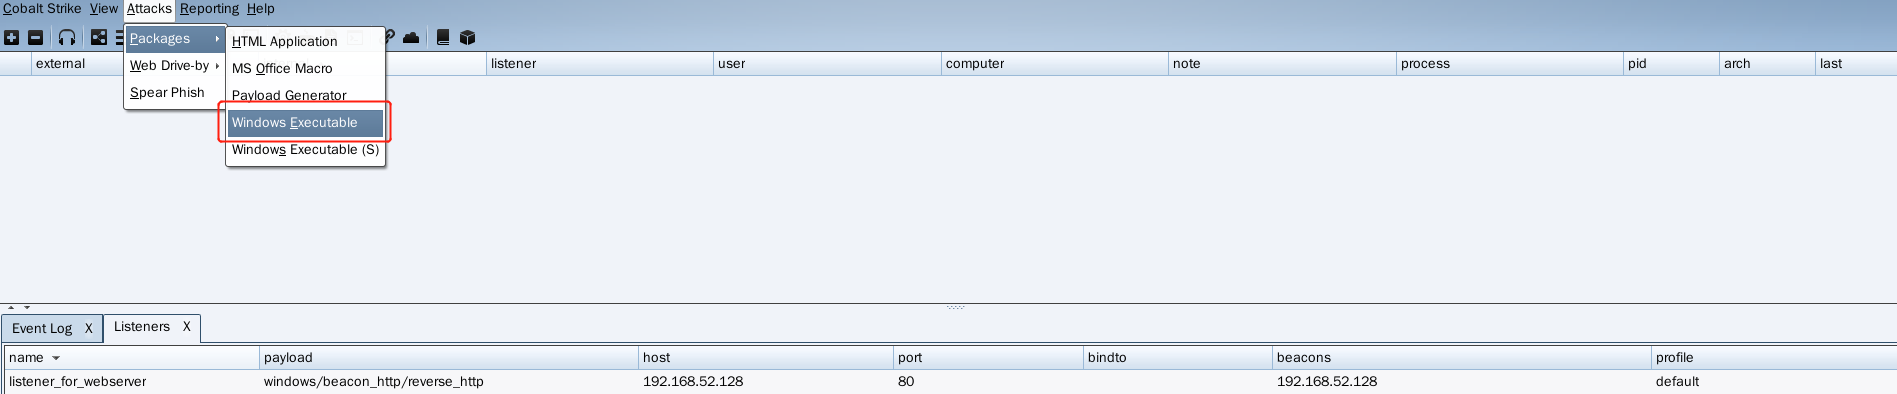 Cobalt Strike View Attacks Reporting Help
Packages
Web Drive-by
Spear Phish
HTML Application
MS Office Macro
Payload Generator
Windows Executable
Windows Executable (S)
external listener user computer note process pid arch last
Event Log X Listeners X
name payload host port bindto beacons profile
listener_for_webserver windows/beacon_http/reverse_http 192.168.52.128 80 192.168.52.128 default